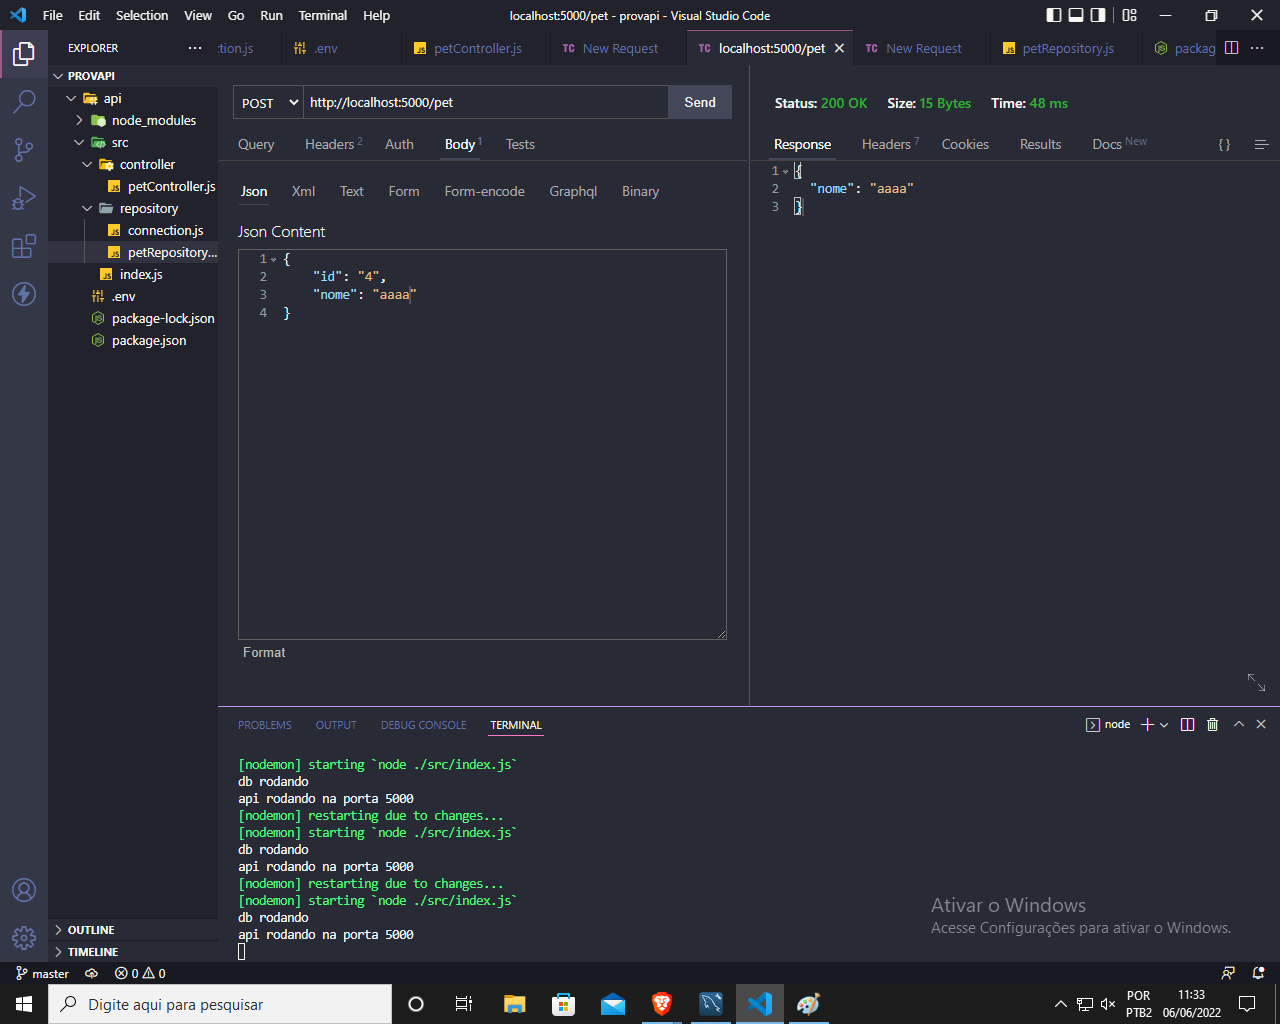 File Edit Selection View Go Run Terminal Help
localhost:5000/pet - provapi - Visual Studio Code
EXPLORER
ction.js
.env
petController.js
TC New Request
TC localhost:5000/pet
TC New Request
petRepository.js
packag
PROVAPI
api
node_modules
src
controller
petController.js
repository
connection.js
petRepository...
index.js
.env
package-lock.json
package.json
OUTLINE
TIMELINE
POST
http://localhost:5000/pet
Send
Query Headers 2 Auth Body 1 Tests
Json Xml Text Form Form-encode Graphql Binary
Json Content
1 {
2 "id": "4",
3 "nome": "aaaa"
4 }
Format
Status: 200 OK Size: 15 Bytes Time: 48 ms
Response Headers 7 Cookies Results Docs New { }
1 {
2 "nome": "aaaa"
3 }
PROBLEMS OUTPUT DEBUG CONSOLE TERMINAL
node
[nodemon] starting `node ./src/index.js`
db rodando
api rodando na porta 5000
[nodemon] restarting due to changes...
[nodemon] starting `node ./src/index.js`
db rodando
api rodando na porta 5000
[nodemon] restarting due to changes...
[nodemon] starting `node ./src/index.js`
db rodando
api rodando na porta 5000
Ativar o Windows
Acesse Configurações para ativar o Windows.
master
0 0
Digite aqui para pesquisar
POR
PTB2
11:33
06/06/2022